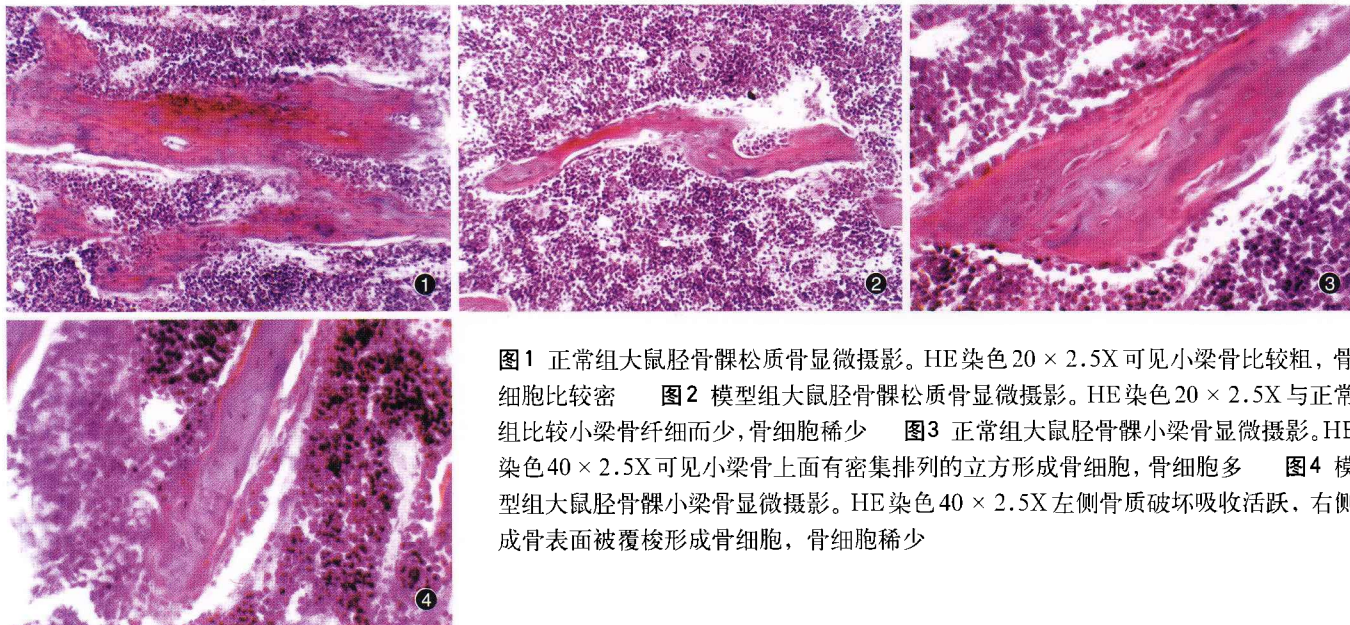 1
2
3
4
图1 正常组大鼠胫骨髁松质骨显微摄影。HE染色20 × 2.5X可见小梁骨比较粗，骨
细胞比较密 图2 模型组大鼠胫骨髁松质骨显微摄影。HE染色20 × 2.5X与正常
组比较小梁骨纤细而少，骨细胞稀少 图3 正常组大鼠胫骨髁小梁骨显微摄影。HE
染色40 × 2.5X可见小梁骨上面有密集排列的立方形成骨细胞，骨细胞多 图4 模
型组大鼠胫骨髁小梁骨显微摄影。HE染色40 × 2.5X左侧骨质破坏吸收活跃，右侧
成骨表面被覆梭形成骨细胞，骨细胞稀少